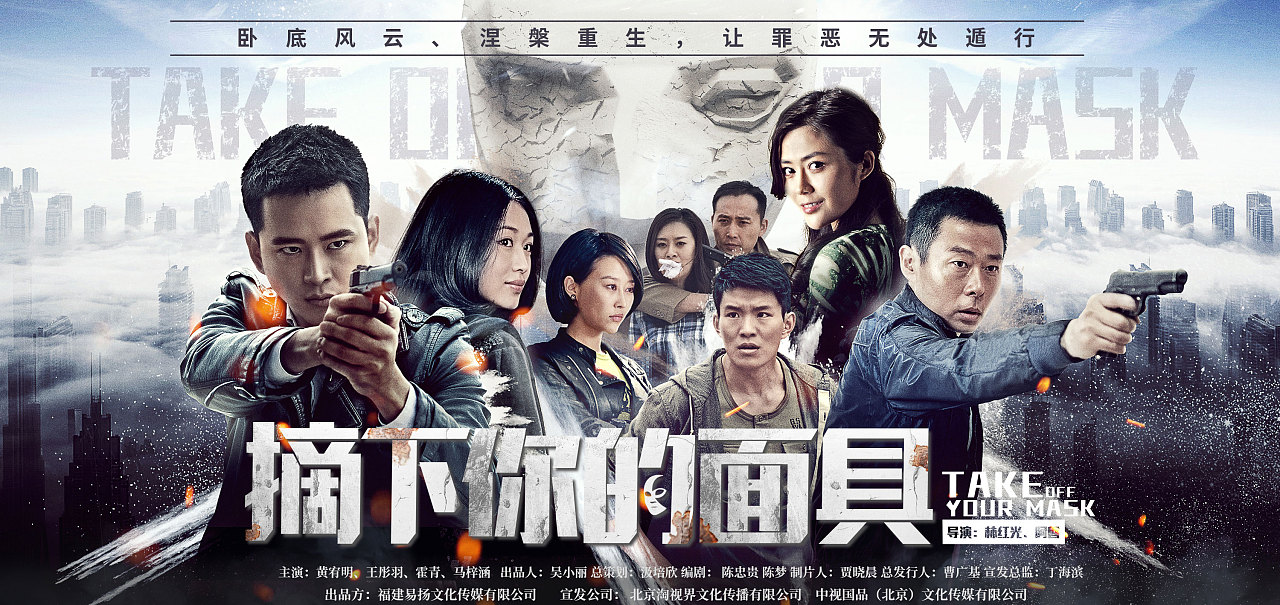 卧底风云、涅槃重生,让罪恶无处遁行
TAKE O MASK
摘下你的面具
TAKE OFF
YOUR MASK
导演:林红光、
主演:黄宥明、王彤羽、霍青、马梓涵 出品人:吴小丽 总策划:汲培欣 编剧: 陈忠贵 陈梦 制片人:贾晓晨 总发行人:曹广基 宣发总监:丁海滨
出品方:福建易扬文化传媒有限公司 宣发公司: 北京淘视界文化传播有限公司 中视国品(北京)文化传媒有限公司